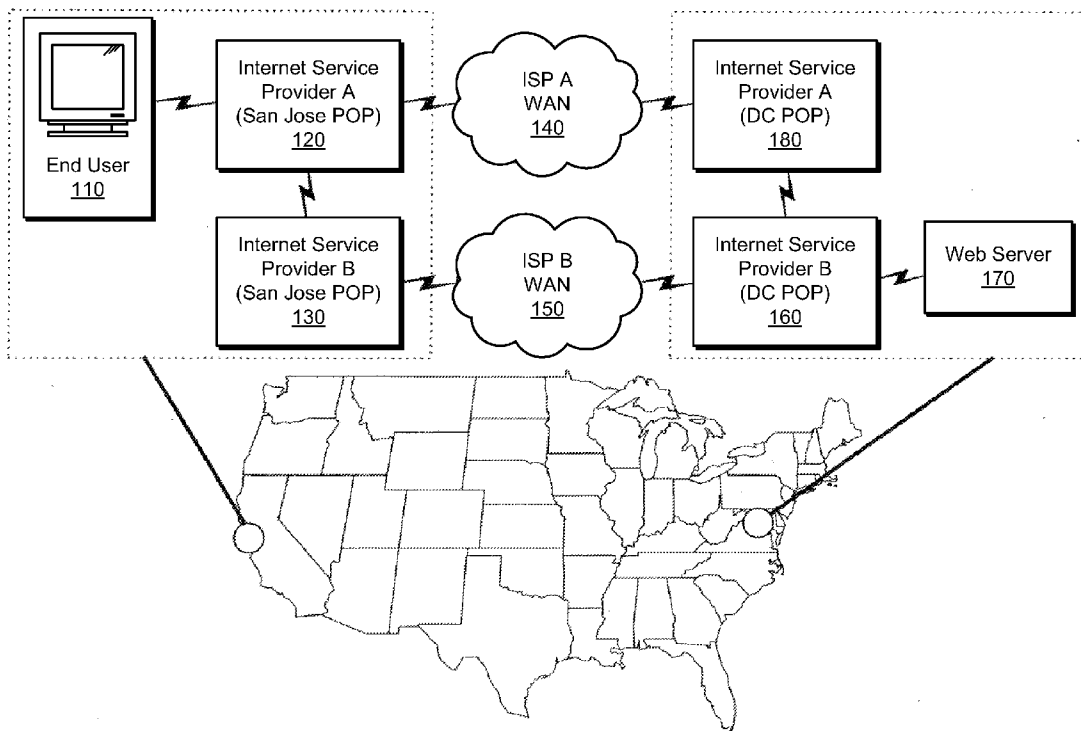 End User
110
Internet Service
Provider A
(San Jose POP)
120
ISP A
WAN
140
Internet Service
Provider A
(DC POP)
180
Internet Service
Provider B
(San Jose POP)
130
ISP B
WAN
150
Internet Service
Provider B
(DC POP)
160
Web Server
170